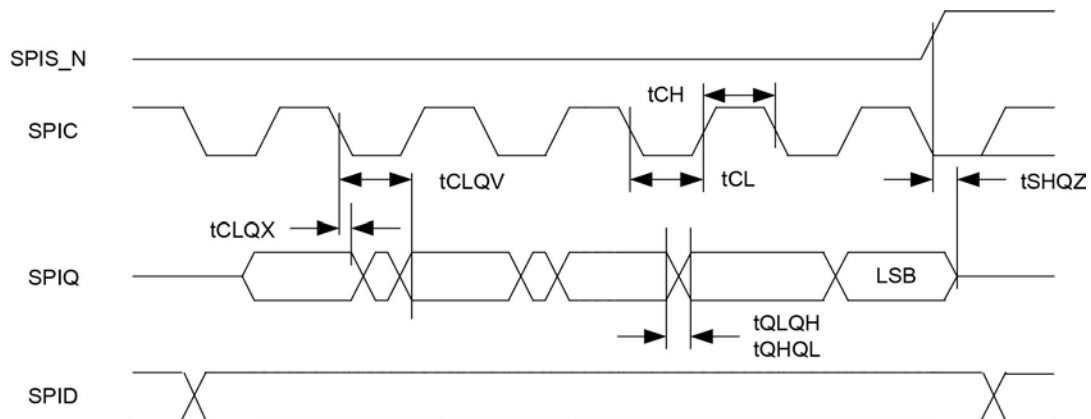 SPIS_N
tCH
SPIC
tCLQV
tCL
tSHQZ
tCLQX
SPIQ
LSB
tQLQH
tQHQL
SPID